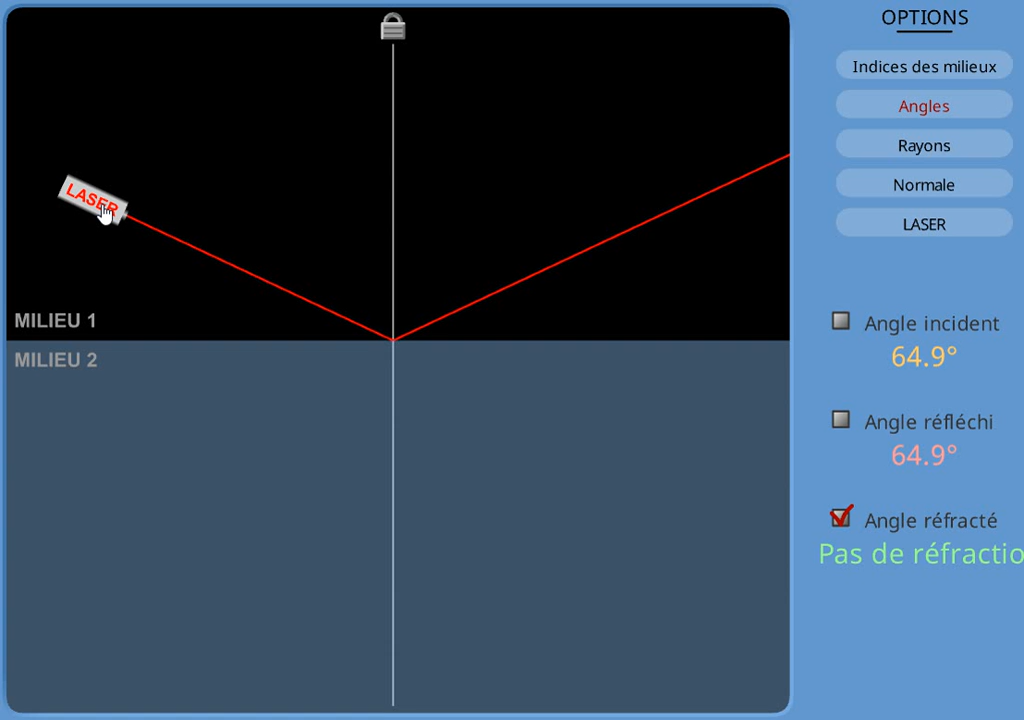 OPTIONS
Indices des milieux
Angles
Rayons
Normale
LASER
LASER
MILIEU 1
MILIEU 2
Angle incident
64.9°
Angle réfléchi
64.9°
Angle réfracté
Pas de réfractio